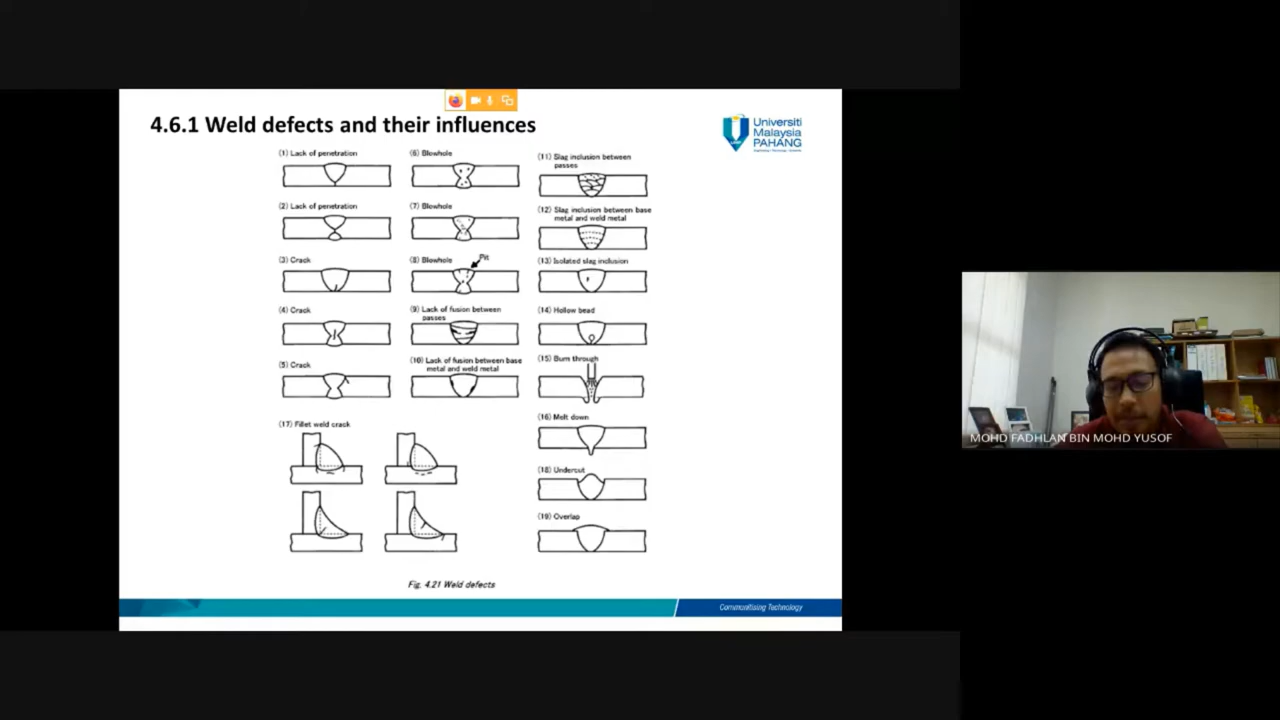 4.6.1 Weld defects and their influences
Universiti
Malaysia
PAHANG
(1) Lack of penetration
(2) Lack of penetration
(3) Crack
(4) Crack
(5) Crack
(6) Blowhole
(7) Blowhole
(8) Blowhole
Pit
(9) Lack of fusion between
passes
(10) Lack of fusion between base
metal and weld metal
(11) Slag inclusion between
passes
(12) Slag inclusion between base
metal and weld metal
(13) Isolated slag inclusion
(14) Hollow bead
(15) Burn through
(16) Melt down
(17) Fillet weld crack
(18) Undercut
(19) Overlap
Fig. 4.21 Weld defects
Communitising Technology
MOHD FADHLAN BIN MOHD YUSOF